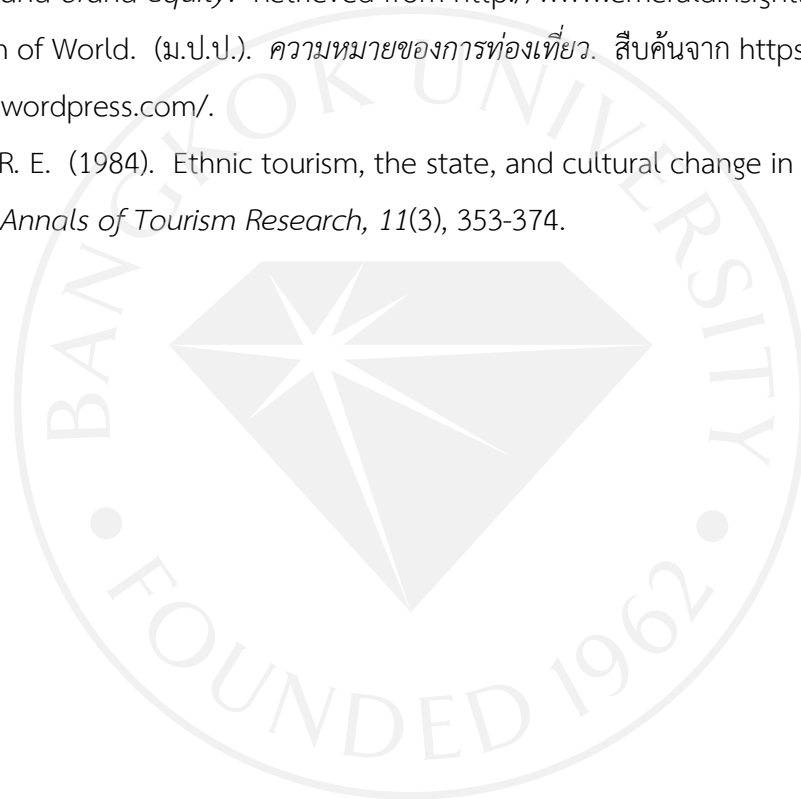 and brand equity. Retrieved from http://www.emeraldinsight.
n of World. (ม.ป.ป.). ความหมายของการท่องเที่ยว. สืบค้นจาก https
wordpress.com/.
R. E. (1984). Ethnic tourism, the state, and cultural change in
Annals of Tourism Research, 11(3), 353-374.
BANGKOK UNIVERSITY
FOUNDED 1962